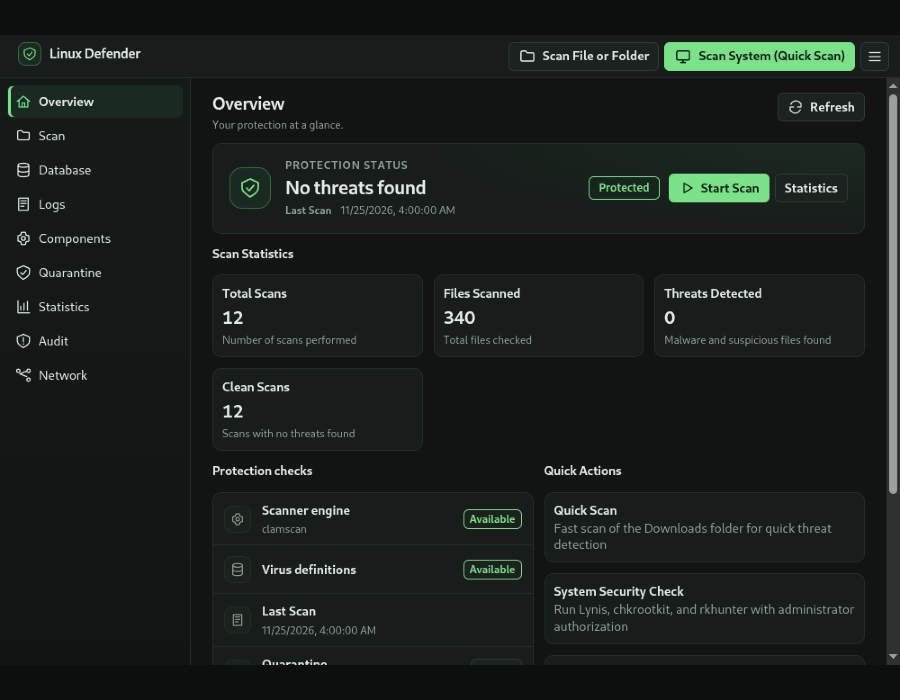 Linux Defender
Scan File or Folder
Scan System (Quick Scan)
Overview
Scan
Database
Logs
Components
Quarantine
Statistics
Audit
Network
Overview
Your protection at a glance.
Refresh
PROTECTION STATUS
No threats found
Last Scan 11/25/2026, 4:00:00 AM
Protected
Start Scan
Statistics
Scan Statistics
Total Scans
12
Number of scans performed
Files Scanned
340
Total files checked
Threats Detected
0
Malware and suspicious files found
Clean Scans
12
Scans with no threats found
Protection checks
Scanner engine
clamscan
Available
Virus definitions
Available
Last Scan
11/25/2026, 4:00:00 AM
Quarantine
Quick Actions
Quick Scan
Fast scan of the Downloads folder for quick threat
detection
System Security Check
Run Lynis, chkrootkit, and rkhunter with administrator
authorization